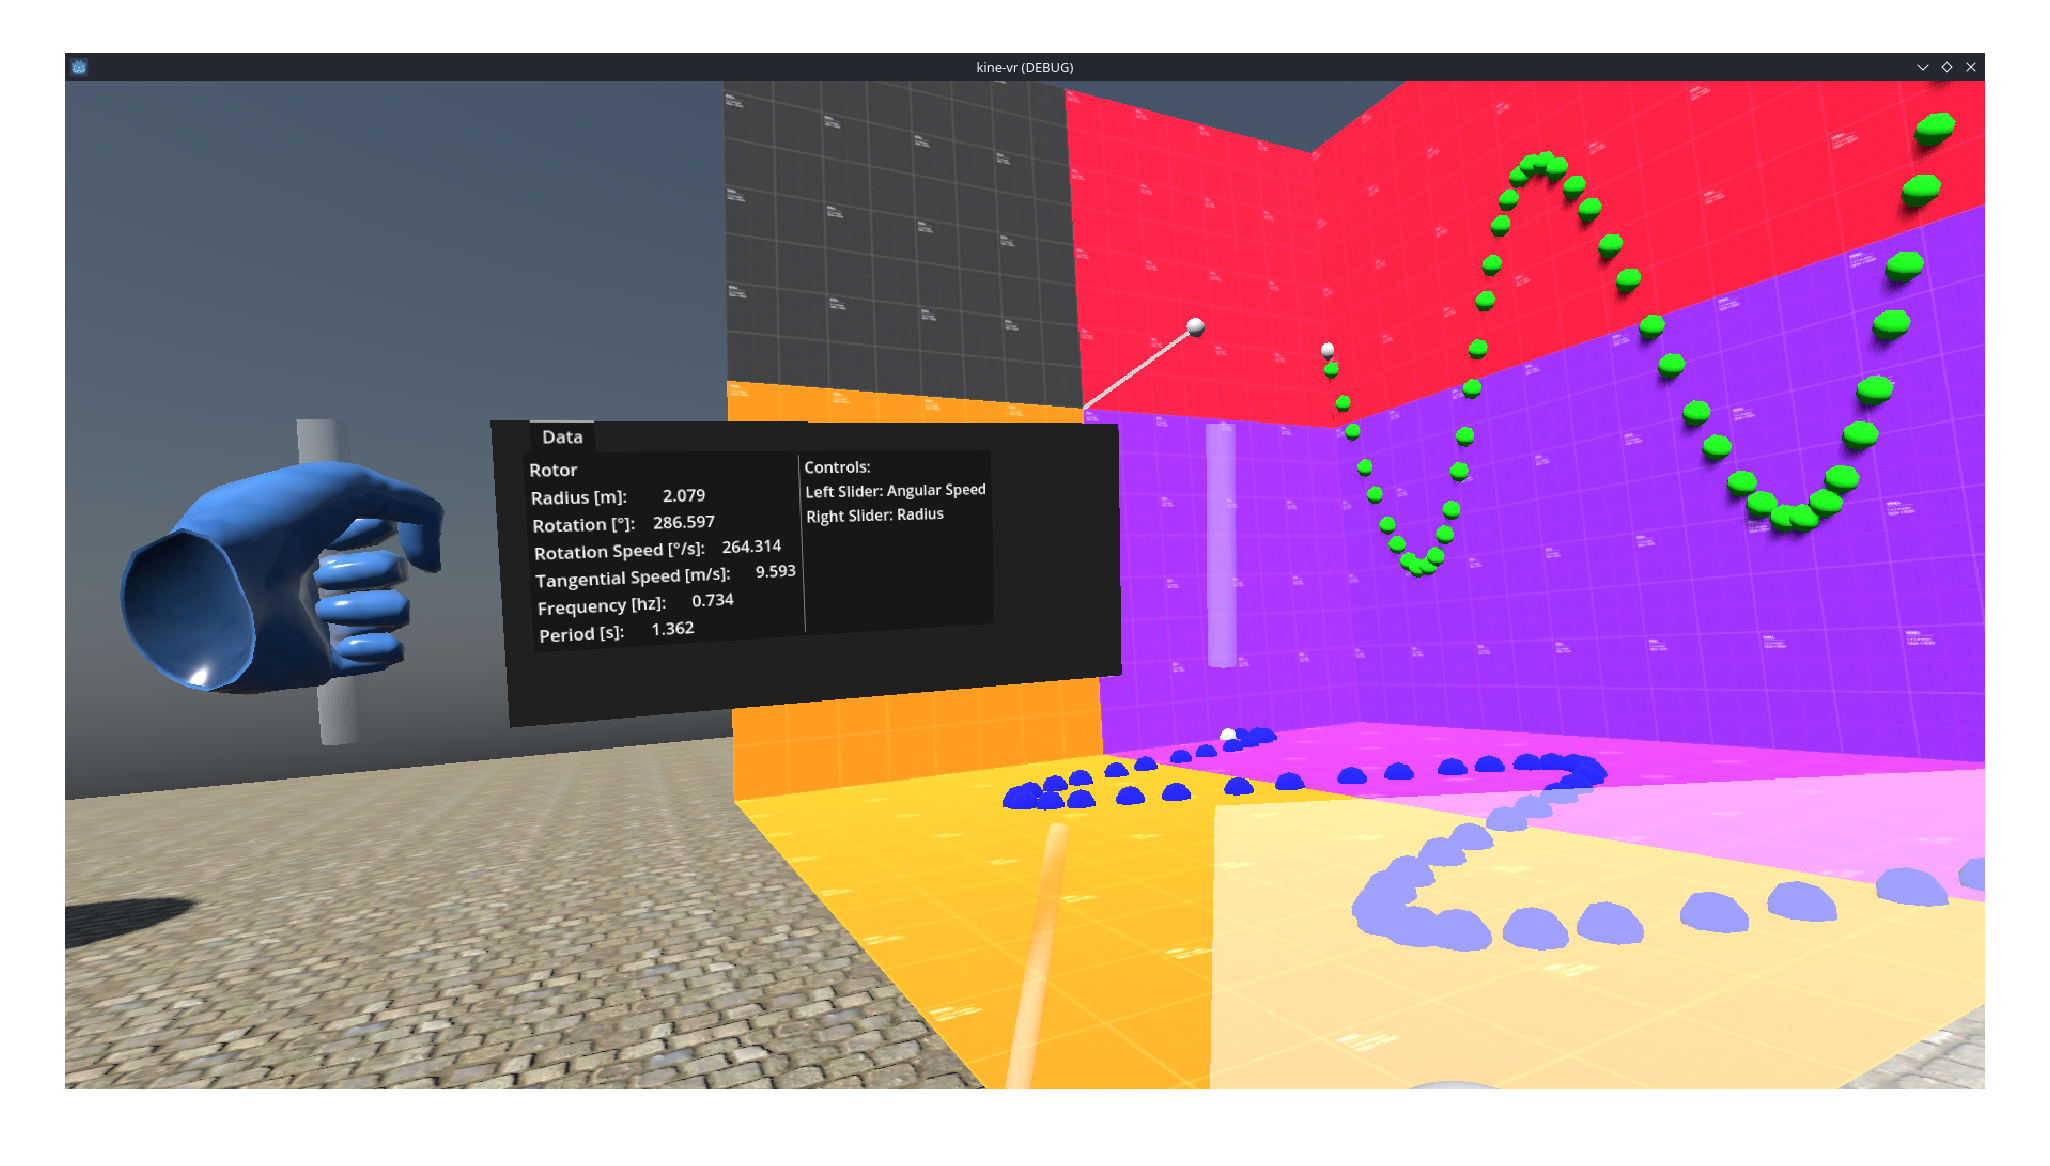 kine-vr (DEBUG)
Data
Rotor
Radius [m]: 2.079
Rotation [°]: 286.597
Rotation Speed [°/s]: 264.314
Tangential Speed [m/s]: 9.593
Frequency [hz]: 0.734
Period [s]: 1.362
Controls:
Left Slider: Angular Speed
Right Slider: Radius